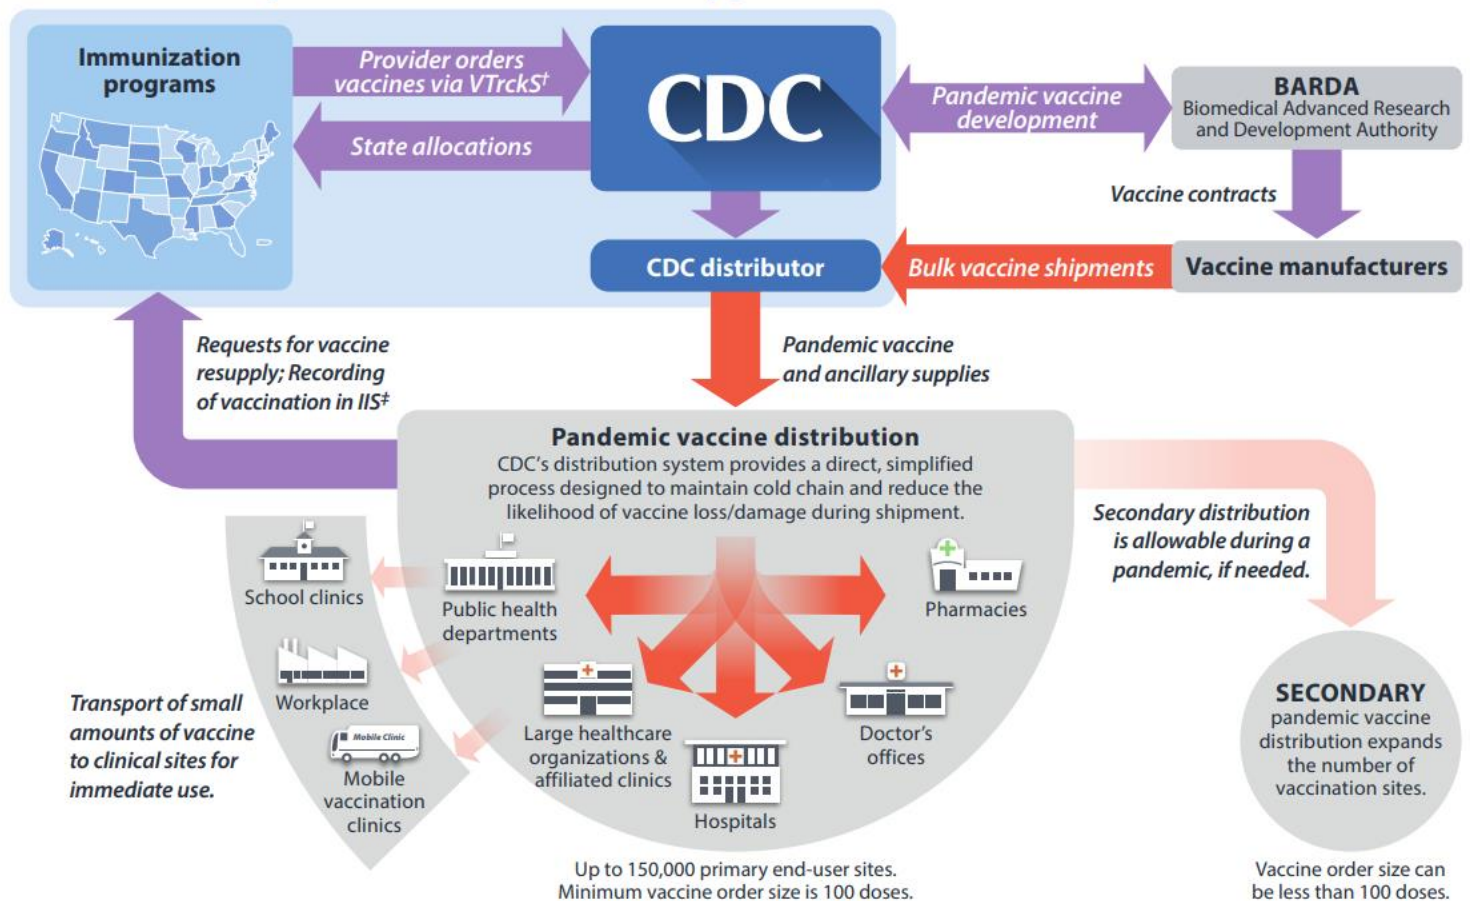 Immunization
programs
Provider orders
vaccines via VTrckS†
State allocations
CDC
Pandemic vaccine
development
BARDA
Biomedical Advanced Research
and Development Authority
Vaccine contracts
CDC distributor
Bulk vaccine shipments
Vaccine manufacturers
Requests for vaccine
resupply; Recording
of vaccination in IIS‡
Pandemic vaccine
and ancillary supplies
Pandemic vaccine distribution
CDC's distribution system provides a direct, simplified
process designed to maintain cold chain and reduce the
likelihood of vaccine loss/damage during shipment.
Secondary distribution
is allowable during a
pandemic, if needed.
School clinics
Public health
departments
Pharmacies
Workplace
Transport of small
amounts of vaccine
to clinical sites for
immediate use.
Mobile Clinic
Mobile
vaccination
clinics
Large healthcare
organizations &
affiliated clinics
Doctor's
offices
Hospitals
SECONDARY
pandemic vaccine
distribution expands
the number of
vaccination sites.
Up to 150,000 primary end-user sites.
Minimum vaccine order size is 100 doses.
Vaccine order size can
be less than 100 doses.